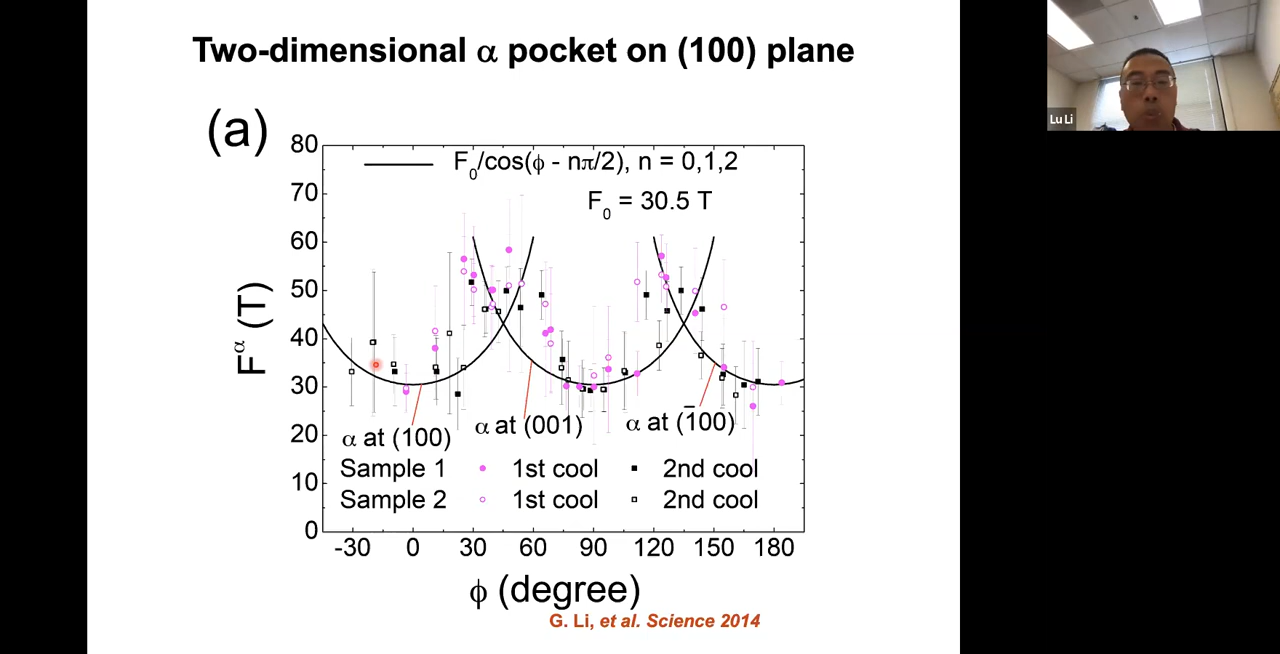 Two-dimensional α pocket on (100) plane
Lu Li
(a)
F₀/cos(ϕ - nπ/2), n = 0,1,2
F₀ = 30.5 T
80
70
60
50
40
30
20
10
0
Fᵅ (T)
α at (100)
α at (001)
α at (1̅00)
Sample 1 1st cool 2nd cool
Sample 2 1st cool 2nd cool
-30 0 30 60 90 120 150 180
ϕ (degree)
G. Li, et al. Science 2014